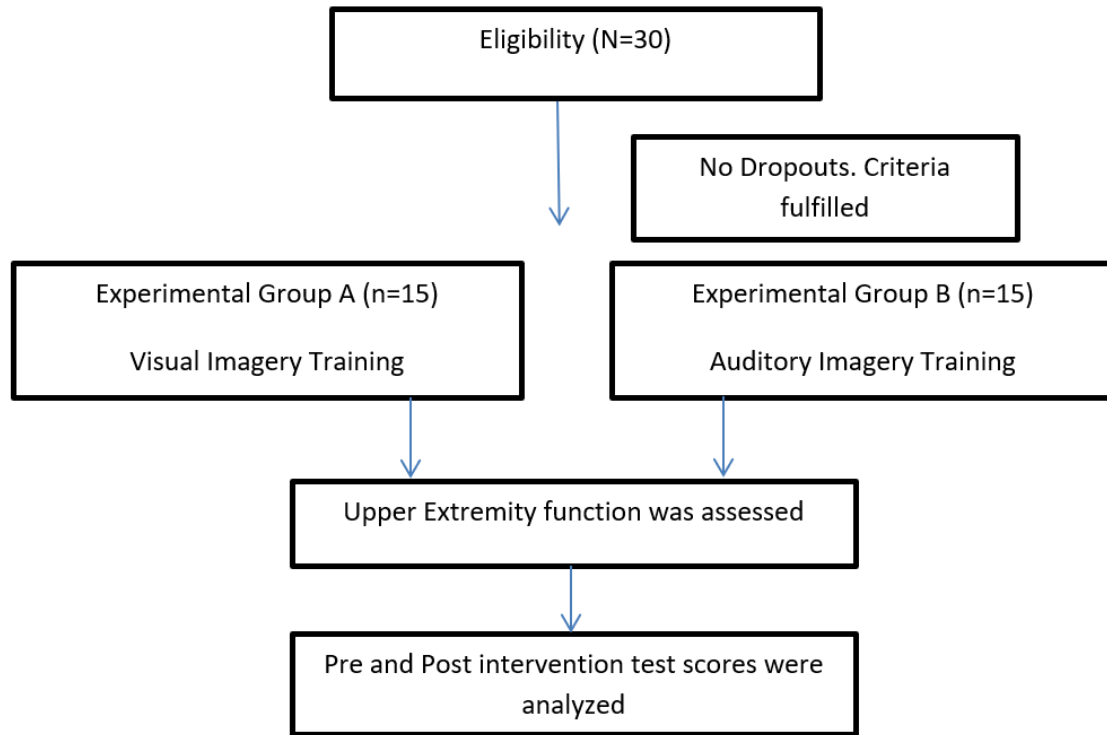 Eligibility (N=30)
No Dropouts. Criteria
fulfilled
Experimental Group A (n=15)
Visual Imagery Training
Experimental Group B (n=15)
Auditory Imagery Training
Upper Extremity function was assessed
Pre and Post intervention test scores were
analyzed